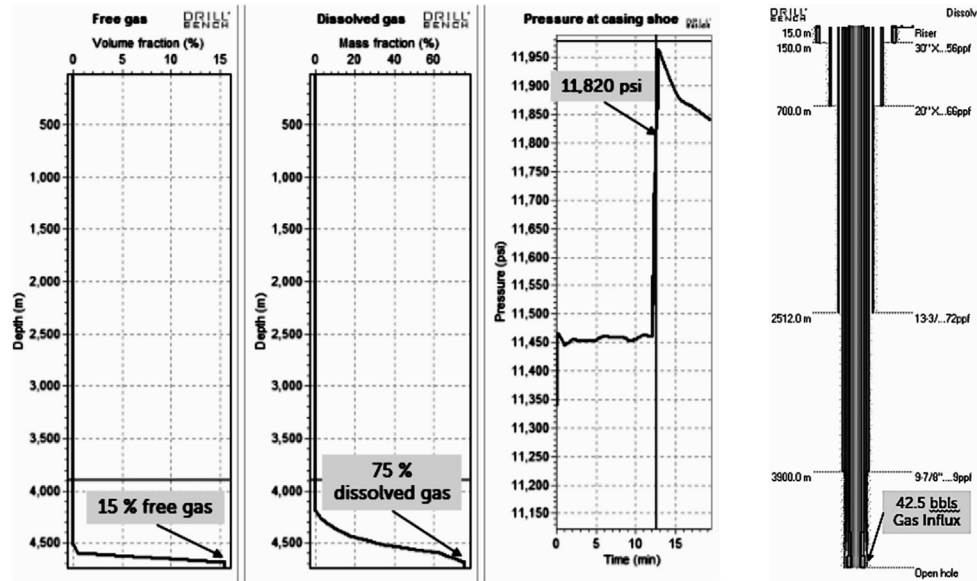 Free gas
DRILL
BENCH
Volume fraction (%)
0 5 10 15
500
1,000
1,500
2,000
2,500
3,000
3,500
4,000
4,500
Depth (m)
15 % free gas
Dissolved gas
DRILL
BENCH
Mass fraction (%)
0 20 40 60
500
1,000
1,500
2,000
2,500
3,000
3,500
4,000
4,500
Depth (m)
75 %
dissolved gas
Pressure at casing shoe
DRILL
BENCH
11,950
11,900
11,850
11,800
11,750
11,700
11,650
11,600
11,550
11,500
11,450
11,400
11,350
11,300
11,250
11,200
11,150
Pressure (psi)
0 5 10 15
Time (min)
11,820 psi
DRILL
BENCH
Dissol
15.0 m
Riser
150.0 m
30"X...56ppf
700.0 m
20"X...66ppf
2512.0 m
13-3/...72ppf
3900.0 m
9-7/8"....9ppf
42.5 bbls
Gas Influx
Open hole